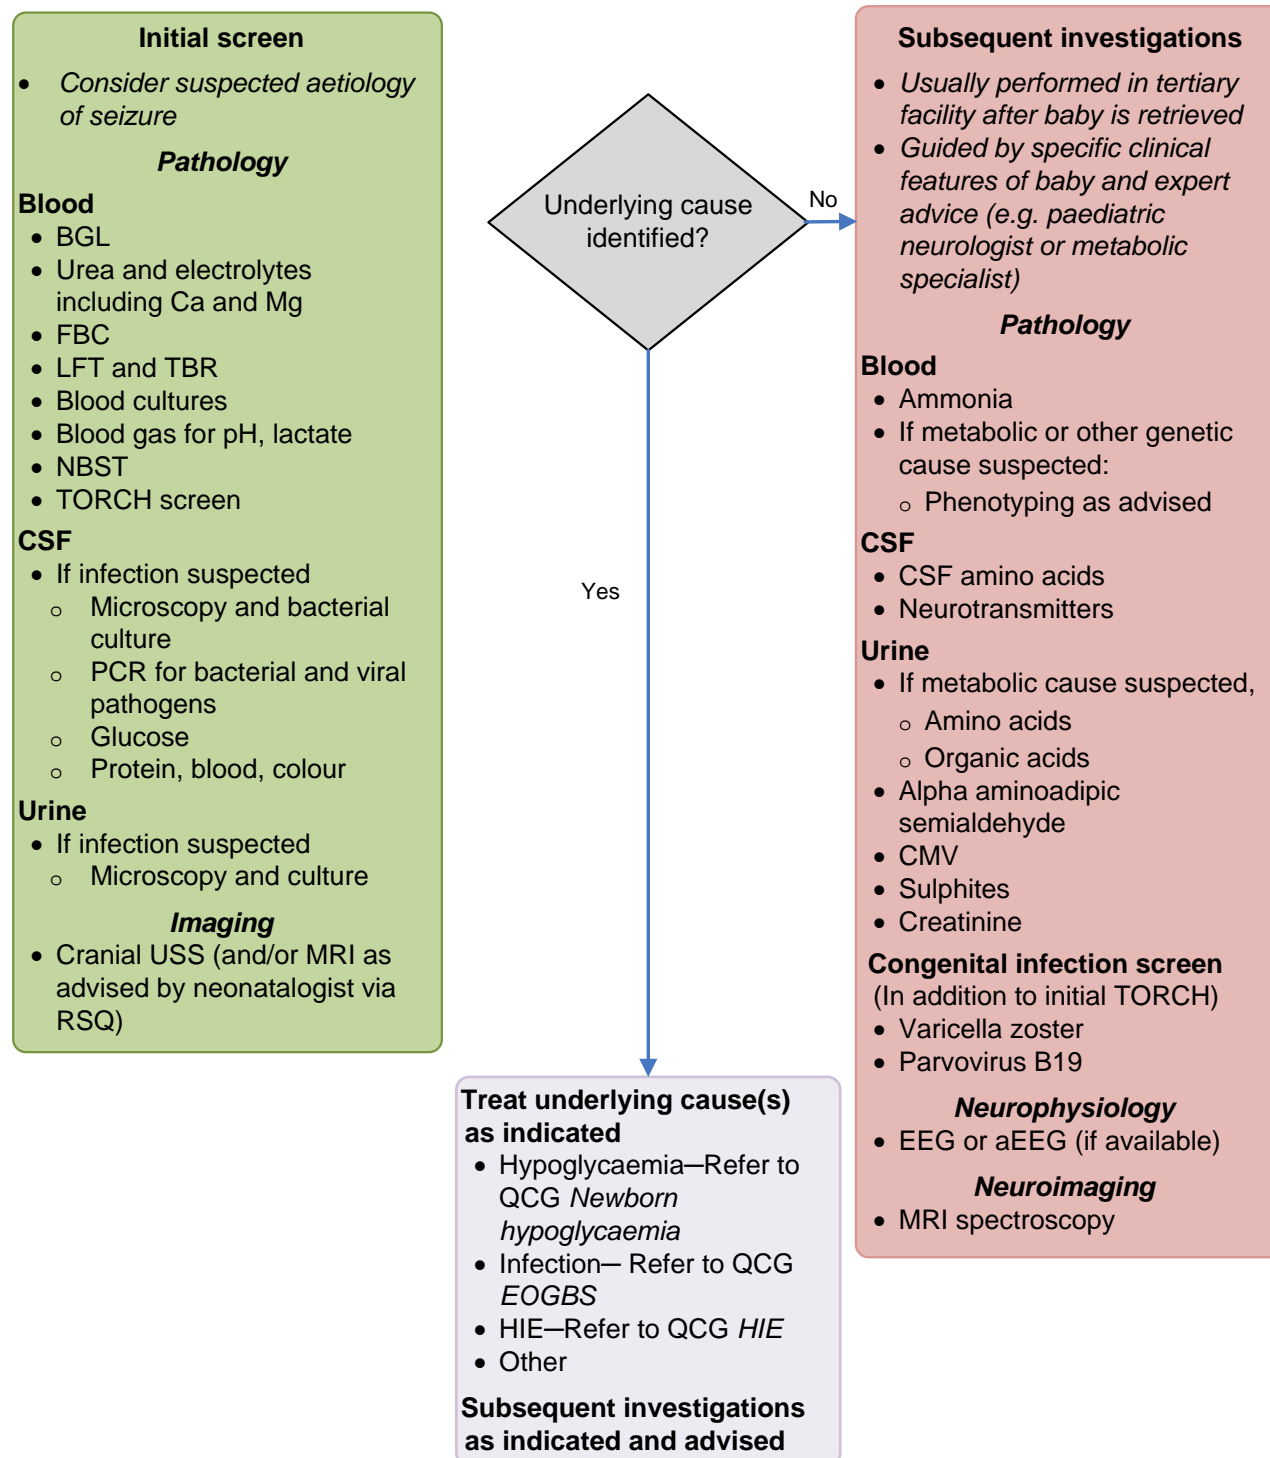 Initial screen
• Consider suspected aetiology
of seizure
Pathology
Blood
• BGL
• Urea and electrolytes
including Ca and Mg
• FBC
• LFT and TBR
• Blood cultures
• Blood gas for pH, lactate
• NBST
• TORCH screen
CSF
• If infection suspected
o Microscopy and bacterial
culture
o PCR for bacterial and viral
pathogens
o Glucose
o Protein, blood, colour
Urine
• If infection suspected
o Microscopy and culture
Imaging
• Cranial USS (and/or MRI as
advised by neonatalogist via
RSQ)
Underlying cause
identified?
No
Yes
Subsequent investigations
• Usually performed in tertiary
facility after baby is retrieved
• Guided by specific clinical
features of baby and expert
advice (e.g. paediatric
neurologist or metabolic
specialist)
Pathology
Blood
• Ammonia
• If metabolic or other genetic
cause suspected:
o Phenotyping as advised
CSF
• CSF amino acids
• Neurotransmitters
Urine
• If metabolic cause suspected,
o Amino acids
o Organic acids
• Alpha aminoadipic
semialdehyde
• CMV
• Sulphites
• Creatinine
Congenital infection screen
(In addition to initial TORCH)
• Varicella zoster
• Parvovirus B19
Neurophysiology
• EEG or aEEG (if available)
Neuroimaging
• MRI spectroscopy
Treat underlying cause(s)
as indicated
• Hypoglycaemia─Refer to
QCG Newborn
hypoglycaemia
• Infection─ Refer to QCG
EOGBS
• HIE─Refer to QCG HIE
• Other
Subsequent investigations
as indicated and advised